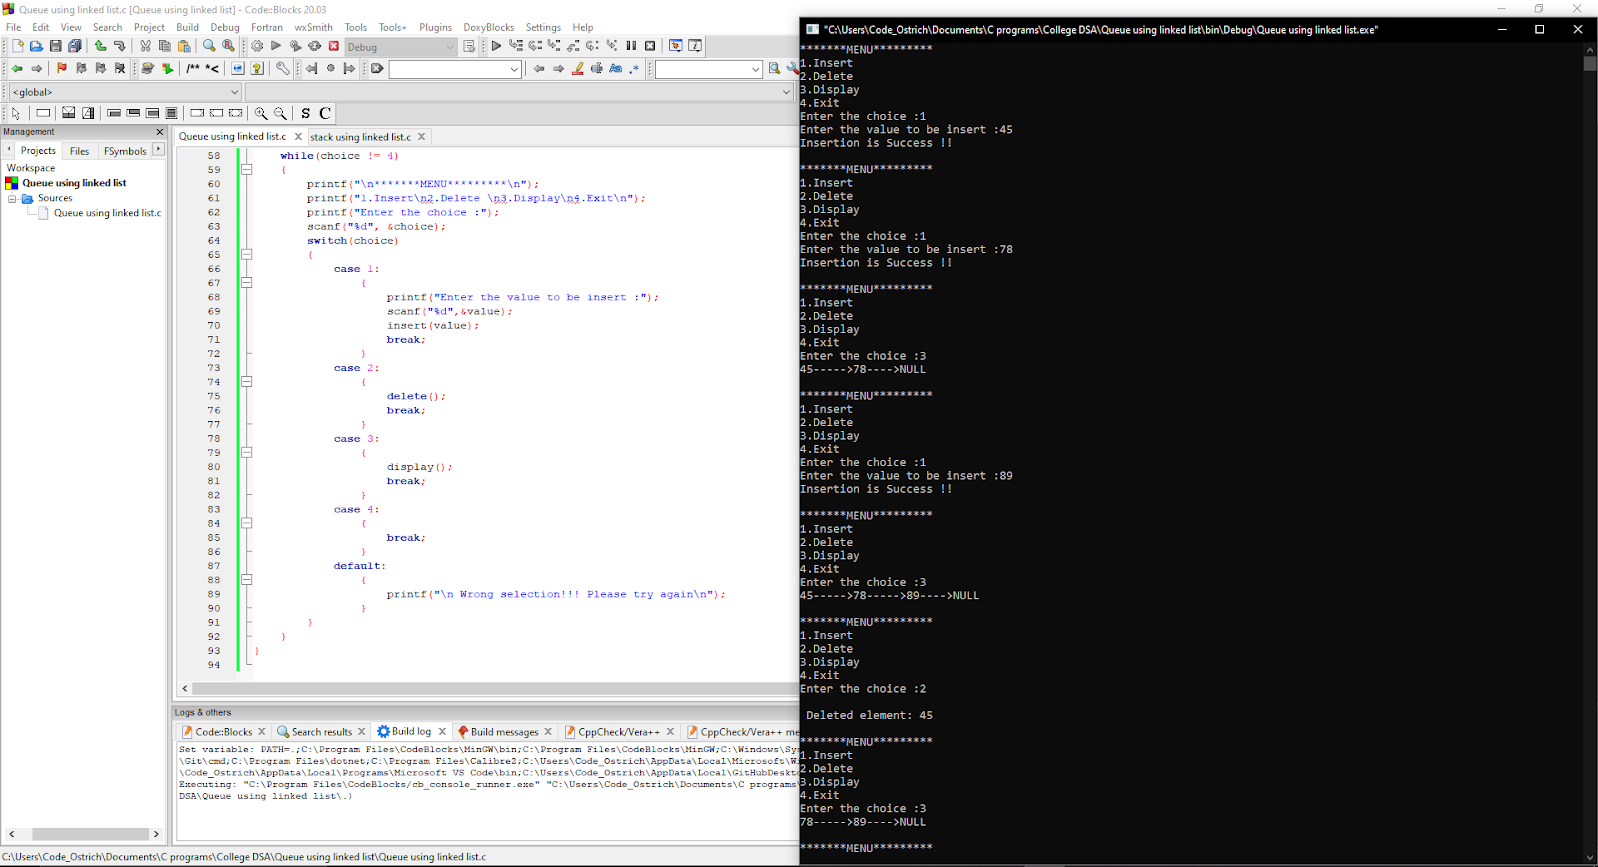 Queue using linked list.c [Queue using linked list] - Code::Blocks 20.03
File Edit View Search Project Build Debug Fortran wxSmith Tools Tools+ Plugins DoxyBlocks Settings Help
Debug
/** *<
<global>
S C
Management
Projects Files FSymbols
Workspace
Queue using linked list
Sources
Queue using linked list.c
Queue using linked list.c stack using linked list.c
58 while(choice != 4)
59 {
60 printf("\n*******MENU*********\n");
61 printf("1.Insert\n2.Delete \n3.Display\n4.Exit\n");
62 printf("Enter the choice :");
63 scanf("%d", &choice);
64 switch(choice)
65 {
66 case 1:
67 {
68 printf("Enter the value to be insert :");
69 scanf("%d",&value);
70 insert(value);
71 break;
72 }
73 case 2:
74 {
75 delete();
76 break;
77 }
78 case 3:
79 {
80 display();
81 break;
82 }
83 case 4:
84 {
85 break;
86 }
87 default:
88 {
89 printf("\n Wrong selection!!! Please try again\n");
90 }
91 }
92 }
93 }
94
Logs & others
Code::Blocks Search results Build log Build messages CppCheck/Vera++ CppCheck/Vera++ me
Set variable: PATH=.;C:\Program Files\CodeBlocks\MinGW\bin;C:\Program Files\CodeBlocks\MinGW;C:\Windows\Sys
\Git\cmd;C:\Program Files\dotnet;C:\Program Files\Calibre2;C:\Users\Code_Ostrich\AppData\Local\Microsoft\Wi
\Code_Ostrich\AppData\Local\Programs\Microsoft VS Code\bin;C:\Users\Code_Ostrich\AppData\Local\GitHubDeskto
Executing: "C:\Program Files\CodeBlocks/cb_console_runner.exe" "C:\Users\Code_Ostrich\Documents\C programs\
DSA\Queue using linked list\.)
C:\Users\Code_Ostrich\Documents\C programs\College DSA\Queue using linked list\Queue using linked list.c
"C:\Users\Code_Ostrich\Documents\C programs\College DSA\Queue using linked list\bin\Debug\Queue using linked list.exe"
*******MENU*********
1.Insert
2.Delete
3.Display
4.Exit
Enter the choice :1
Enter the value to be insert :45
Insertion is Success !!
*******MENU*********
1.Insert
2.Delete
3.Display
4.Exit
Enter the choice :1
Enter the value to be insert :78
Insertion is Success !!
*******MENU*********
1.Insert
2.Delete
3.Display
4.Exit
Enter the choice :3
45----->78---->NULL
*******MENU*********
1.Insert
2.Delete
3.Display
4.Exit
Enter the choice :1
Enter the value to be insert :89
Insertion is Success !!
*******MENU*********
1.Insert
2.Delete
3.Display
4.Exit
Enter the choice :3
45----->78----->89---->NULL
*******MENU*********
1.Insert
2.Delete
3.Display
4.Exit
Enter the choice :2
Deleted element: 45
*******MENU*********
1.Insert
2.Delete
3.Display
4.Exit
Enter the choice :3
78----->89---->NULL
*******MENU*********